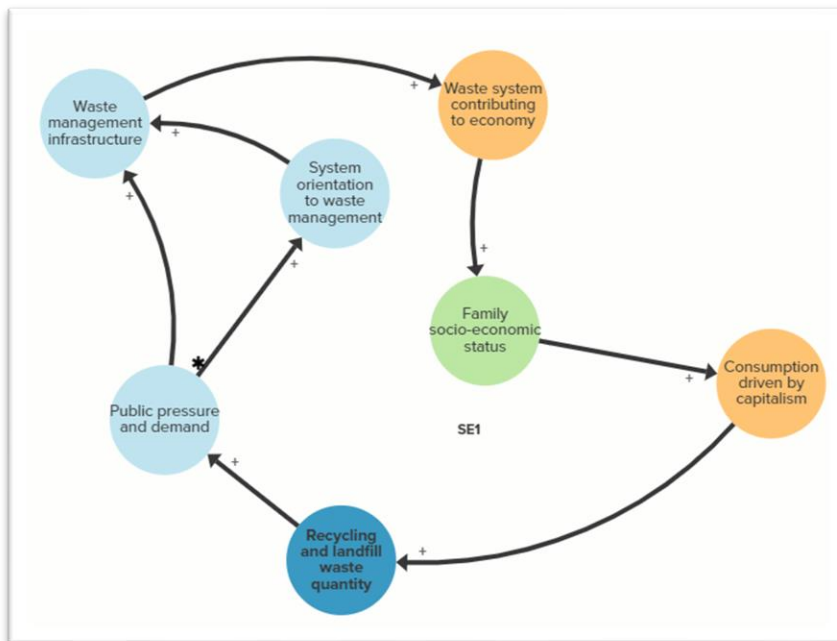 Waste
management
infrastructure
+
+
+
System
orientation
to waste
management
+
Waste system
contributing
to economy
+
Family
socio-economic
status
+
Consumption
driven by
capitalism
SE1
*
Public pressure
and demand
+
Recycling
and landfill
waste
quantity
+